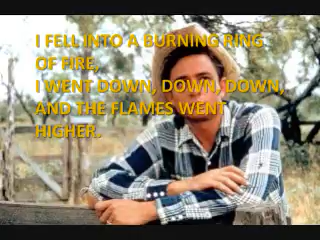 I FELL INTO A BURNING RING
OF FIRE,
I WENT DOWN, DOWN, DOWN,
AND THE FLAMES WENT
HIGHER.